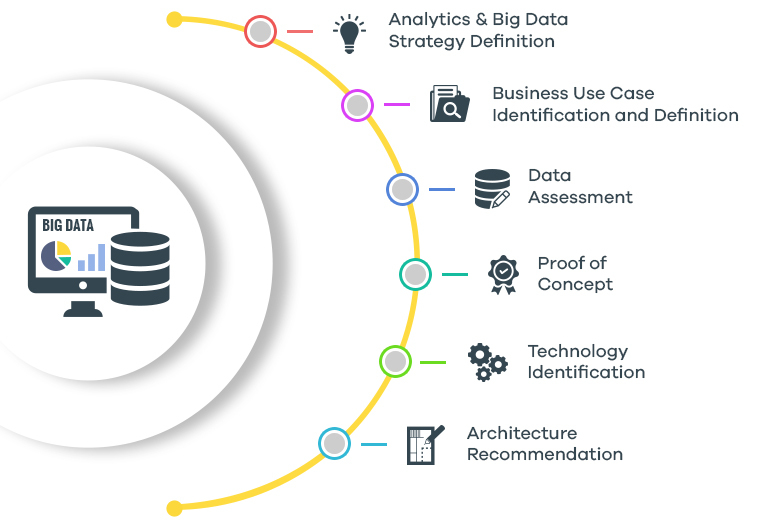 Analytics & Big Data
Strategy Definition
Business Use Case
Identification and Definition
Data
Assessment
BIG DATA
Proof of
Concept
Technology
Identification
Architecture
Recommendation